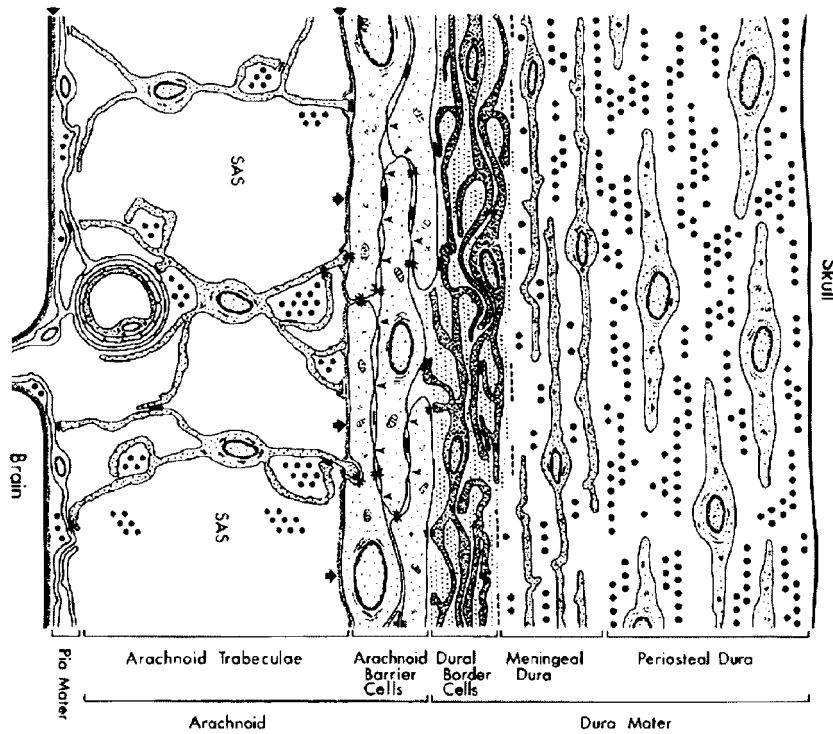 SAS
SAS
Skull
Brain
Pia Mater
Arachnoid Trabeculae
Arachnoid
Barrier
Cells
Dural
Border
Cells
Meningeal
Dura
Periosteal Dura
Arachnoid
Dura Mater